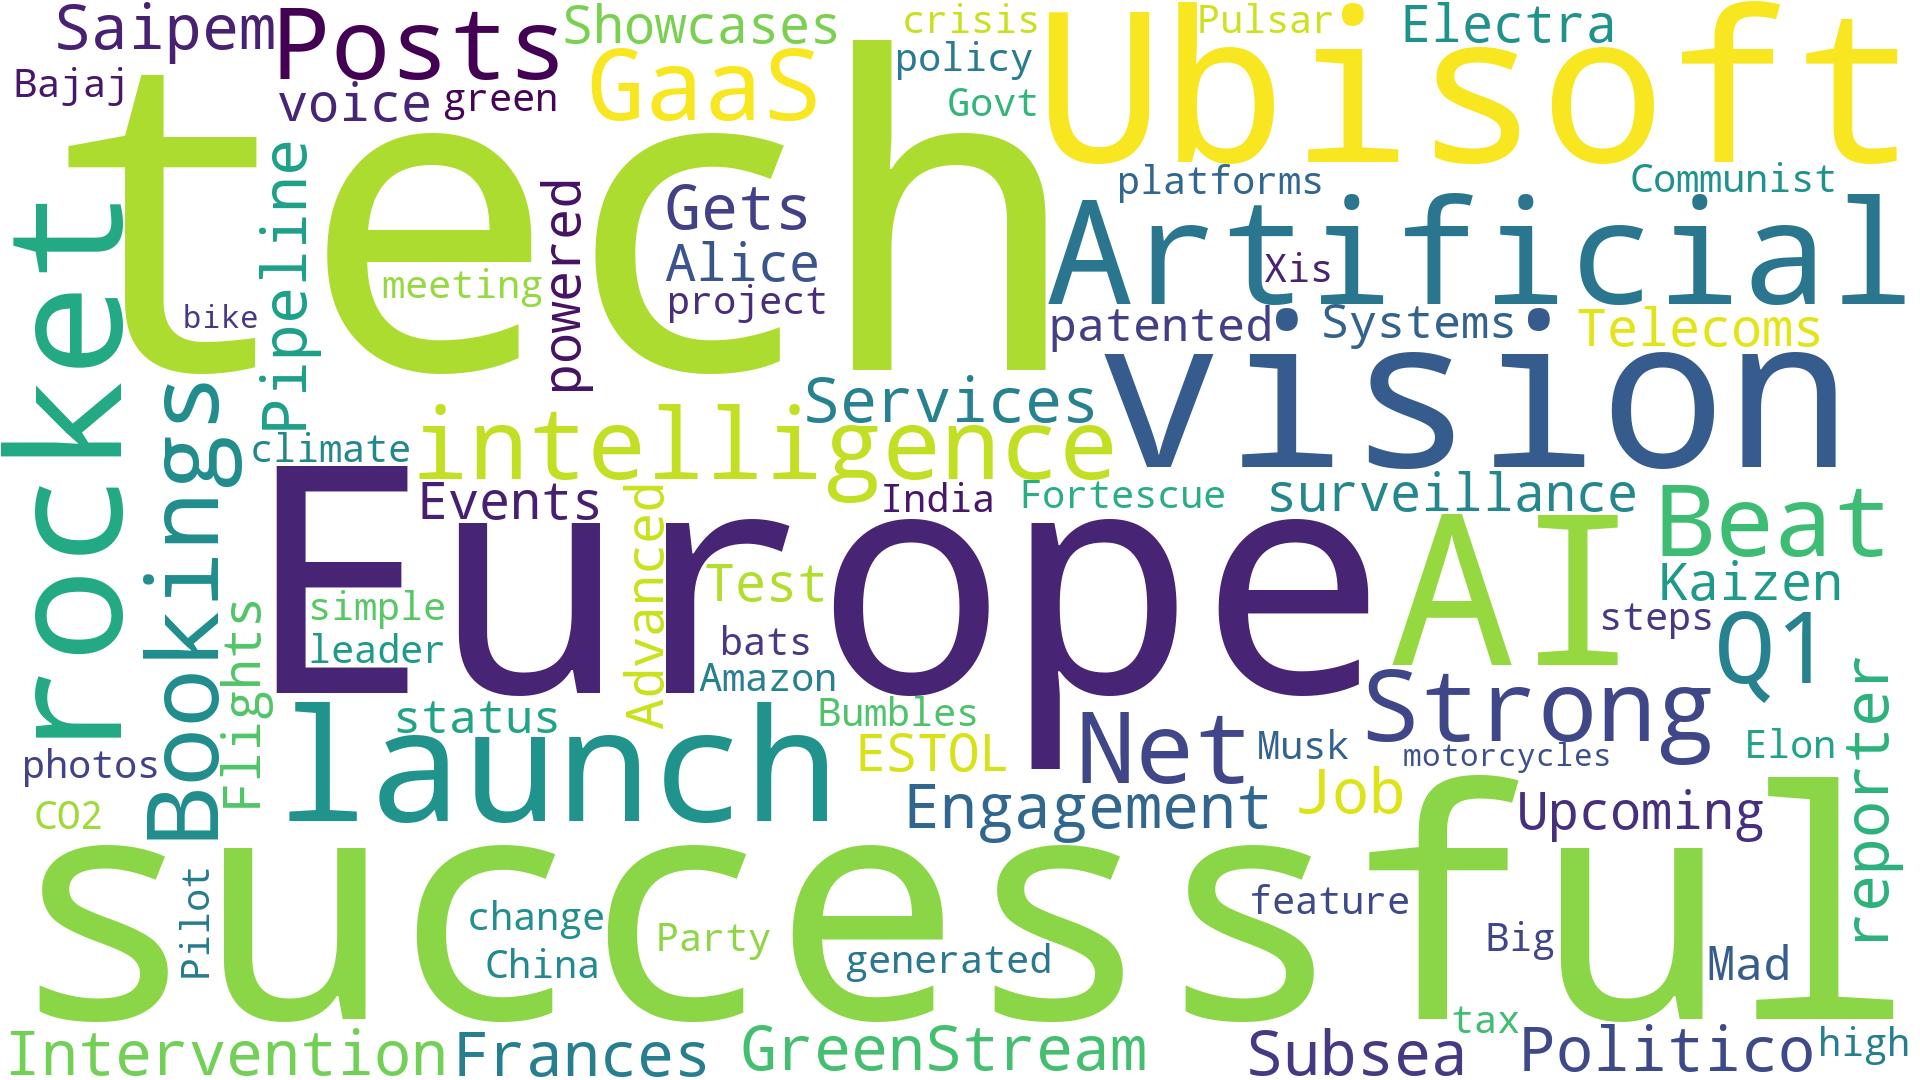 Saipem
Posts
Showcases
crisis
Pulsar
Electra
Bajaj
voice
green
GaaS
policy
Govt
Ubisoft
tech
rocket
Pipeline
powered
Gets
Alice
project
meeting
bike
platforms
Communist
Artificial
Xis
patented
Systems
Telecoms
vision
Services
intelligence
climate
Bookings
Events
Advanced
India
Fortescue
surveillance
Beat
Europe
AI
Kaizen
simple
leader
Test
bats
Amazon
steps
Q1
Flights
status
Bumbles
ESTOL
Net
Musk
Strong
motorcycles
Elon
reporter
photos
CO2
launch
Engagement
Job
Upcoming
successful
Pilot
change
China
Party
generated
feature
Big
Mad
Intervention
Frances
GreenStream
Subsea
tax
Politico
high